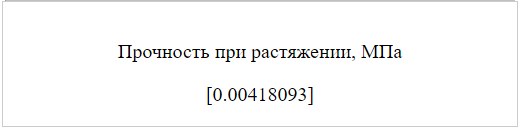 Прочность при растяжении, МПа
[0.00418093]